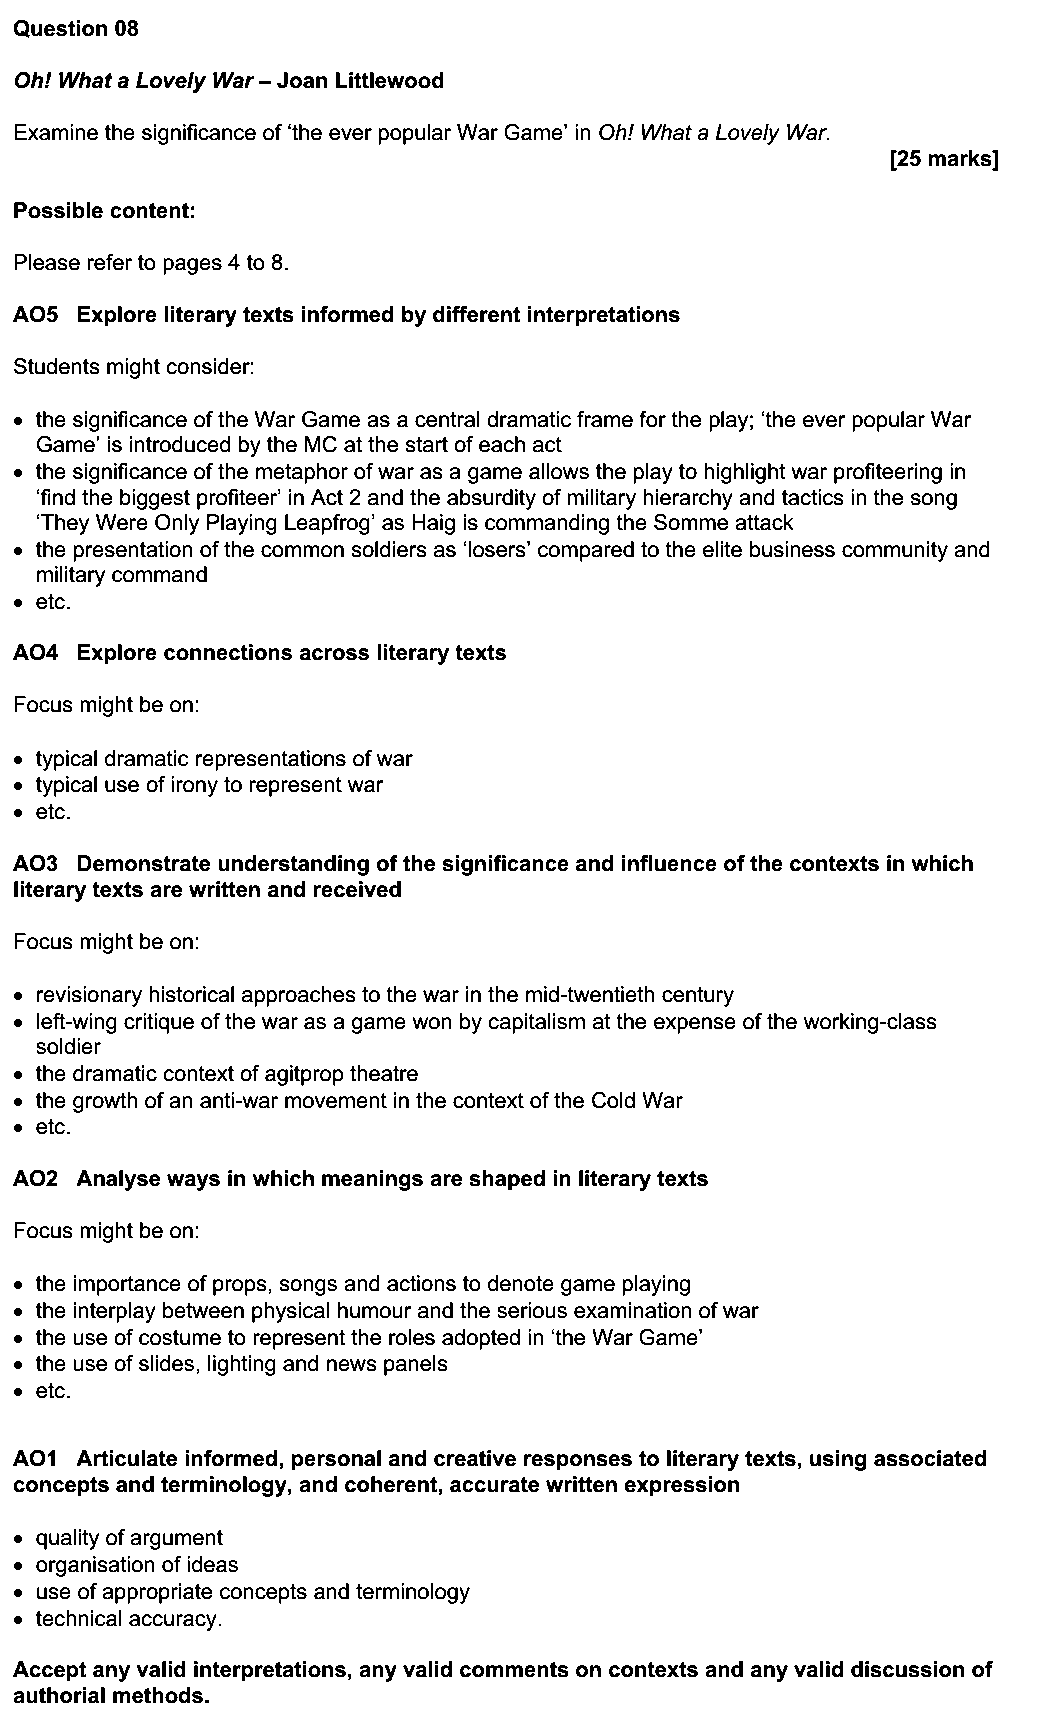 Question 08
Oh! What a Lovely War – Joan Littlewood
Examine the significance of ‘the ever popular War Game’ in Oh! What a Lovely War.
[25 marks]
Possible content:
Please refer to pages 4 to 8.
AO5 Explore literary texts informed by different interpretations
Students might consider:
• the significance of the War Game as a central dramatic frame for the play; ‘the ever popular War
Game’ is introduced by the MC at the start of each act
• the significance of the metaphor of war as a game allows the play to highlight war profiteering in
‘find the biggest profiteer’ in Act 2 and the absurdity of military hierarchy and tactics in the song
‘They Were Only Playing Leapfrog’ as Haig is commanding the Somme attack
• the presentation of the common soldiers as ‘losers’ compared to the elite business community and
military command
• etc.
AO4 Explore connections across literary texts
Focus might be on:
• typical dramatic representations of war
• typical use of irony to represent war
• etc.
AO3 Demonstrate understanding of the significance and influence of the contexts in which
literary texts are written and received
Focus might be on:
• revisionary historical approaches to the war in the mid-twentieth century
• left-wing critique of the war as a game won by capitalism at the expense of the working-class
soldier
• the dramatic context of agitprop theatre
• the growth of an anti-war movement in the context of the Cold War
• etc.
AO2 Analyse ways in which meanings are shaped in literary texts
Focus might be on:
• the importance of props, songs and actions to denote game playing
• the interplay between physical humour and the serious examination of war
• the use of costume to represent the roles adopted in ‘the War Game’
• the use of slides, lighting and news panels
• etc.
AO1 Articulate informed, personal and creative responses to literary texts, using associated
concepts and terminology, and coherent, accurate written expression
• quality of argument
• organisation of ideas
• use of appropriate concepts and terminology
• technical accuracy.
Accept any valid interpretations, any valid comments on contexts and any valid discussion of
authorial methods.